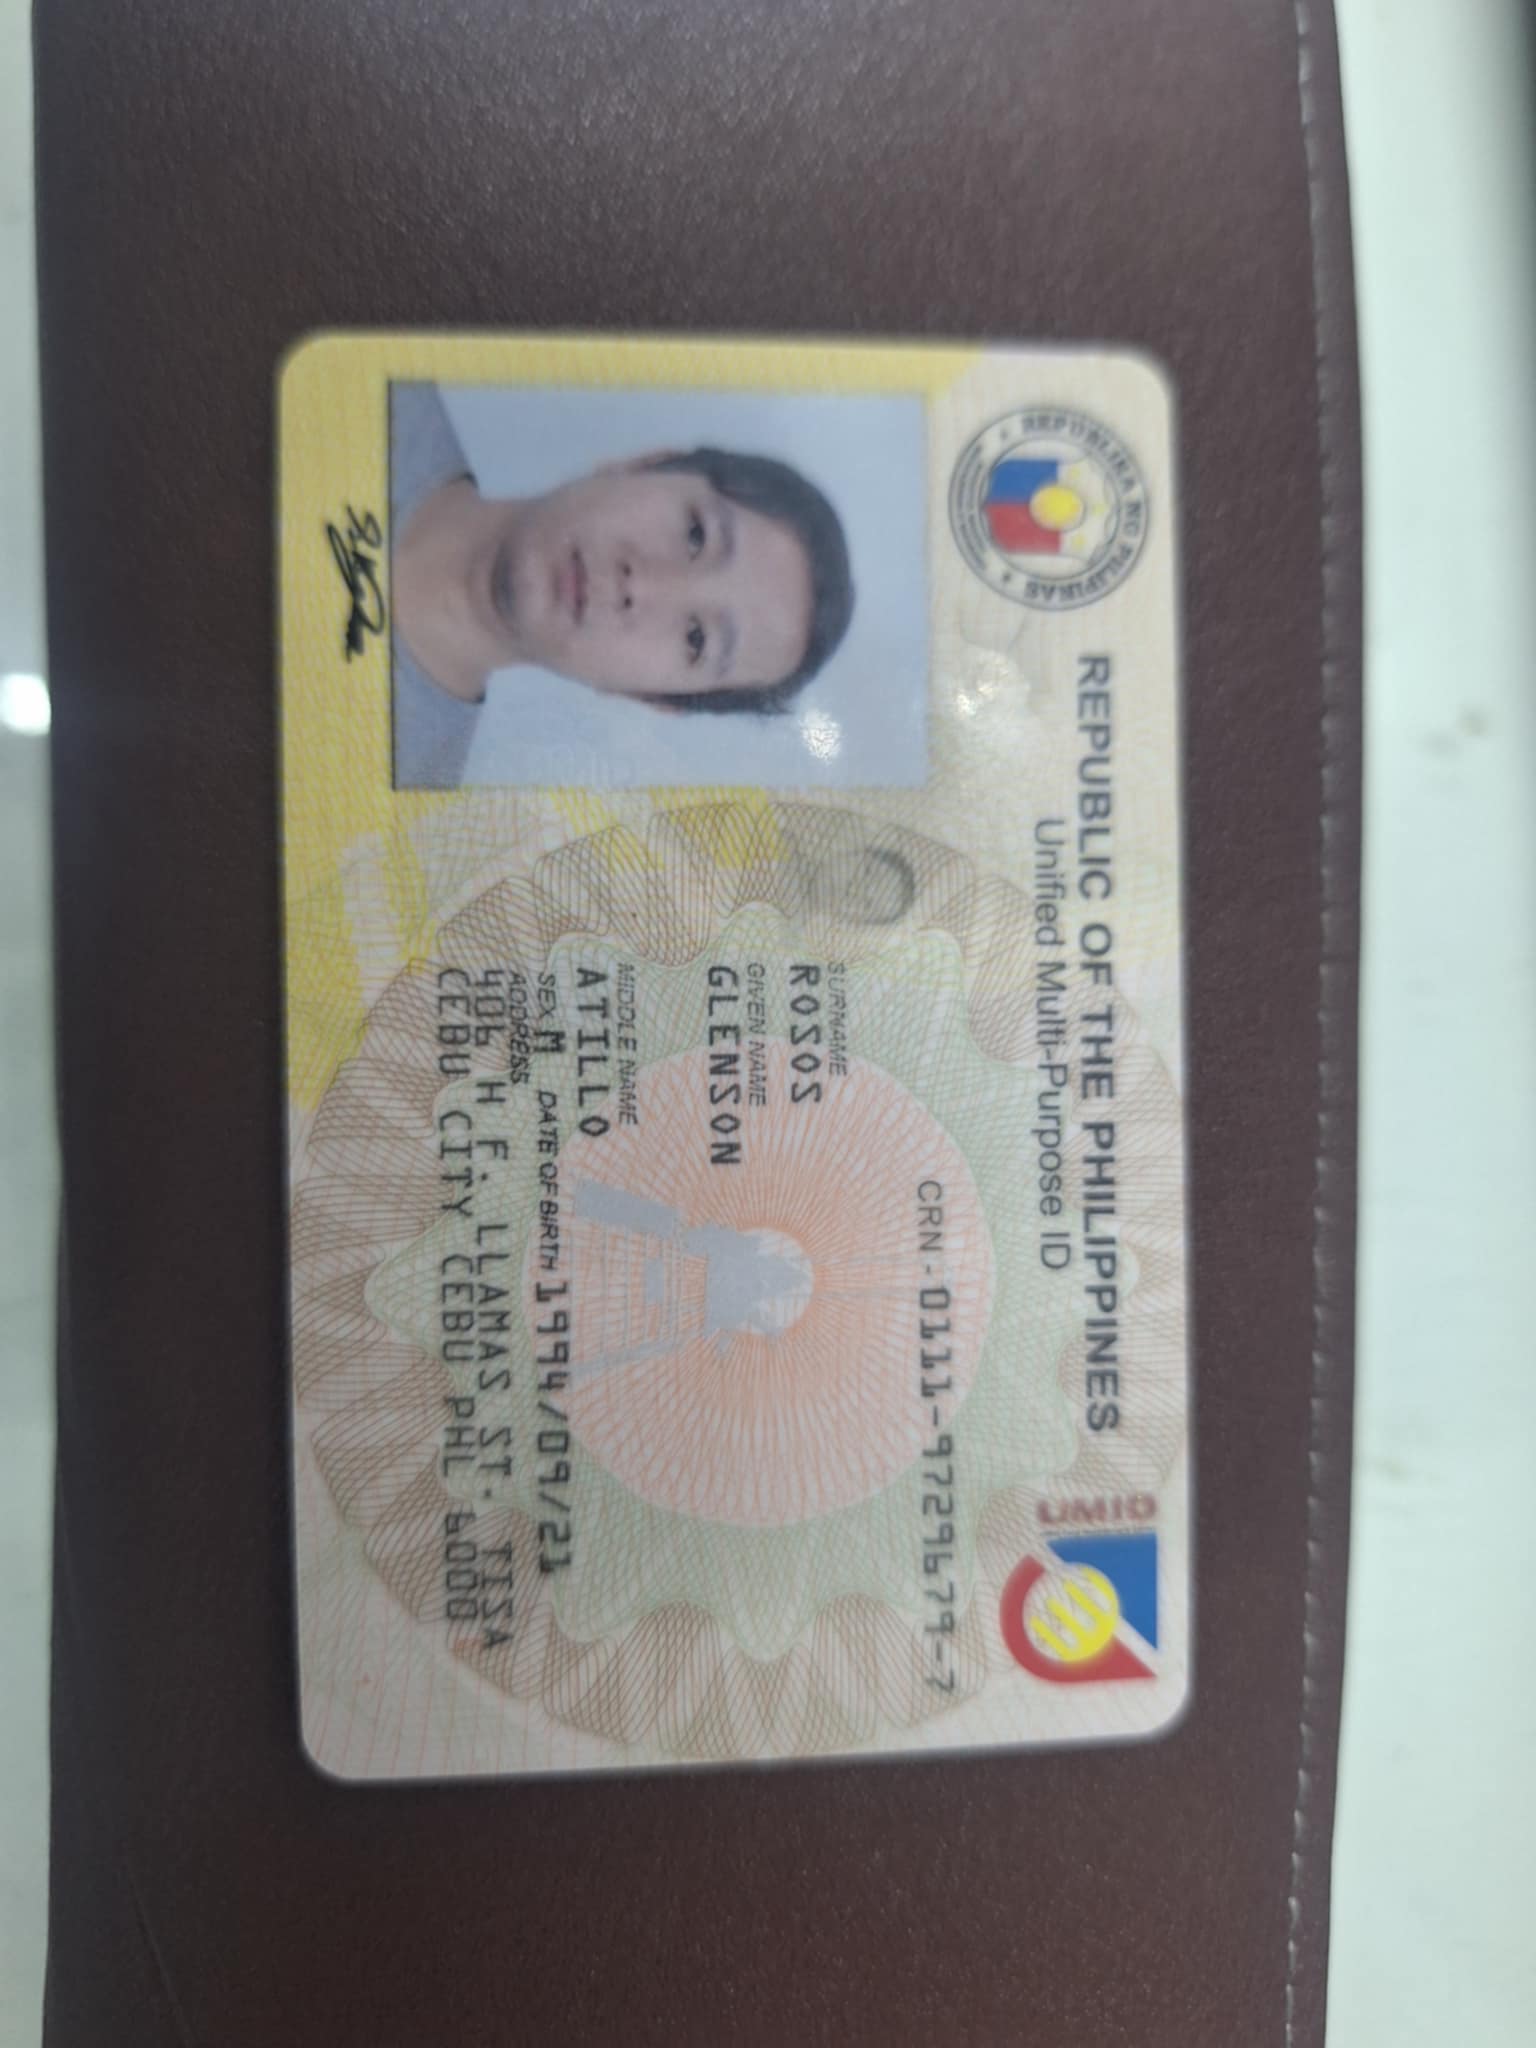 REPUBLIKA NG PILIPINAS
REPUBLIC OF THE PHILIPPINES
Unified Multi-Purpose ID
UMID
CRN-0111-9729679-7
SURNAME
ROSOS
GIVEN NAME
GLENSON
MIDDLE NAME
ATILLO
SEX M DATE OF BIRTH 1994/09/21
ADDRESS
406 H F. LLAMAS ST. TISA
CEBU CITY CEBU PHL 6000